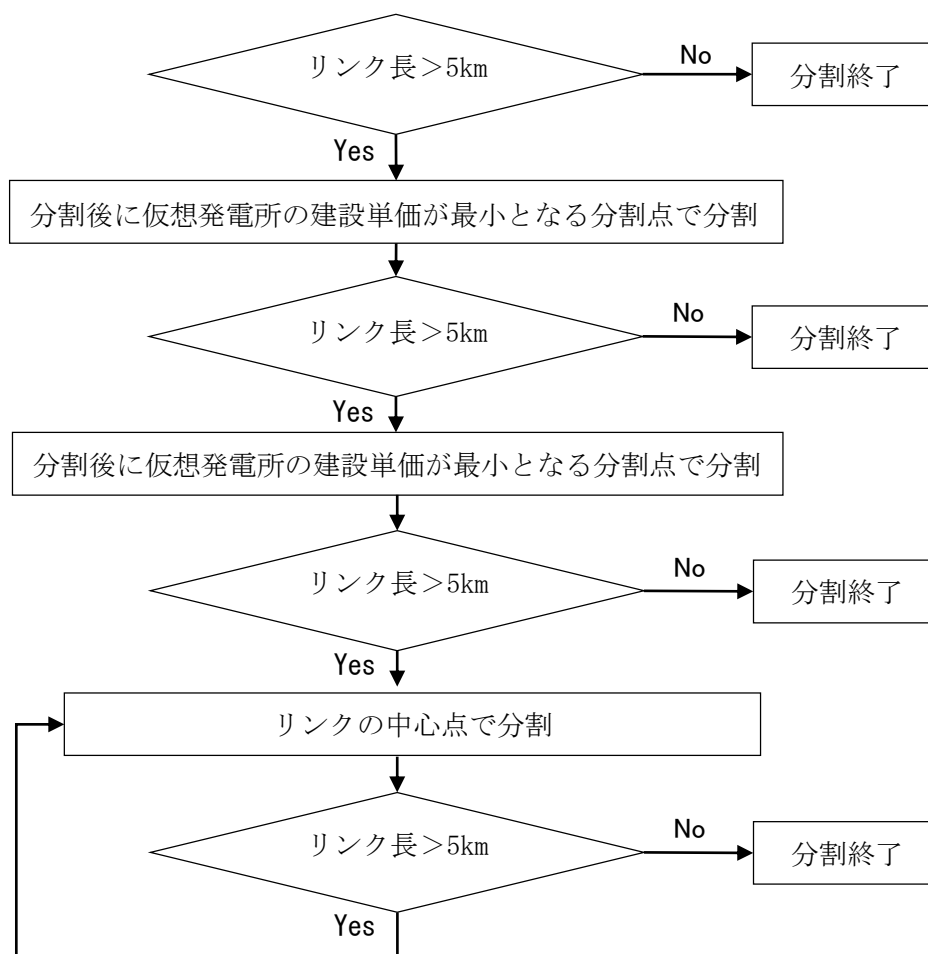 リンク長＞5km
No
分割終了
Yes
分割後に仮想発電所の建設単価が最小となる分割点で分割
リンク長＞5km
No
分割終了
Yes
分割後に仮想発電所の建設単価が最小となる分割点で分割
リンク長＞5km
No
分割終了
Yes
リンクの中心点で分割
リンク長＞5km
No
分割終了
Yes